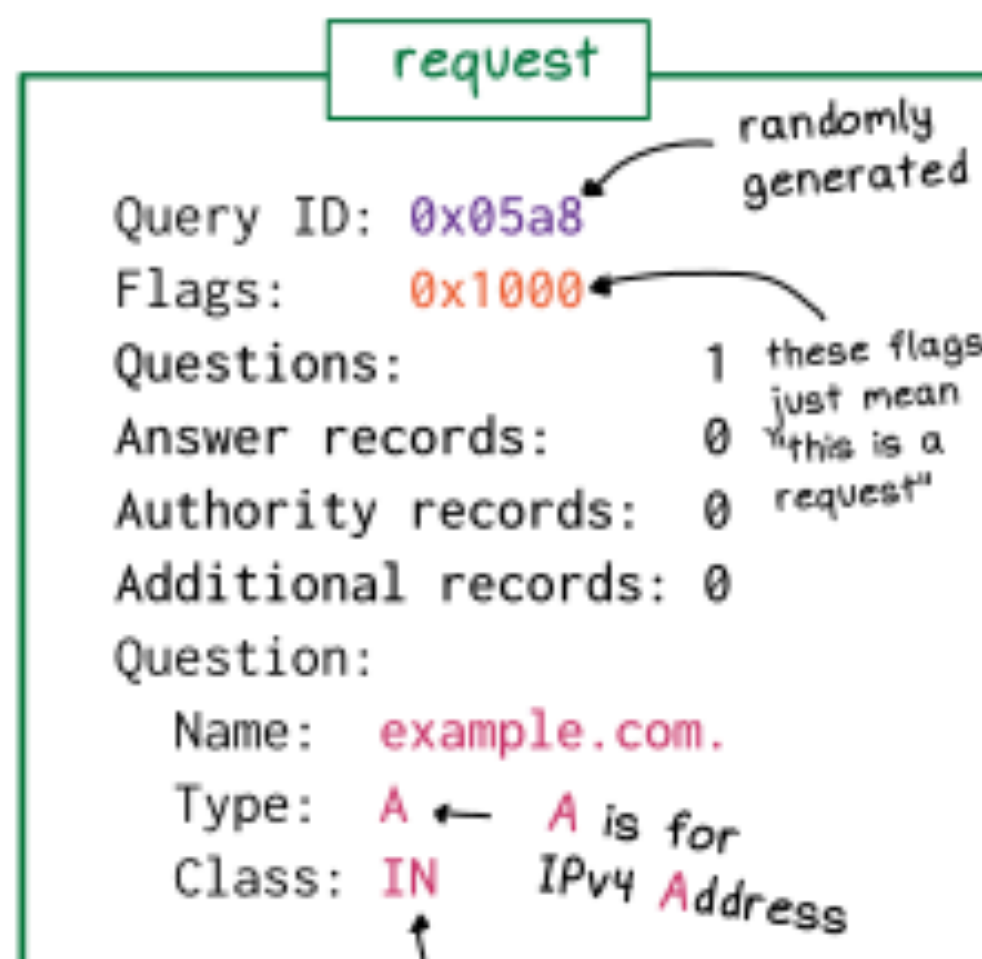 request
randomly
generated
Query ID: 0x05a8
Flags: 0x1000
Questions: 1
these flags
just mean
"this is a
request"
Answer records: 0
Authority records: 0
Additional records: 0
Question:
Name: example.com.
Type: A
A is for
IPv4 Address
Class: IN